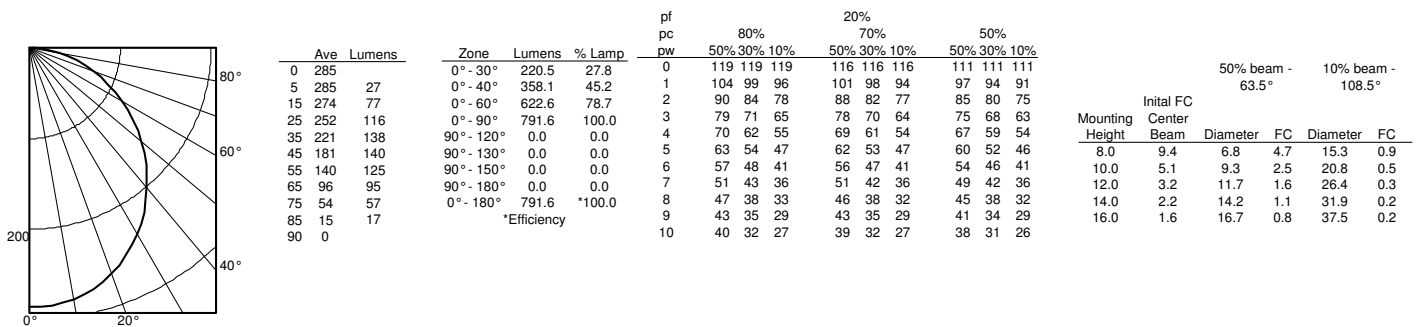 80°
60°
40°
200
0° 20°
Ave Lumens
0 285
5 285 27
15 274 77
25 252 116
35 221 138
45 181 140
55 140 125
65 96 95
75 54 57
85 15 17
90 0
Zone Lumens % Lamp
0° - 30° 220.5 27.8
0° - 40° 358.1 45.2
0° - 60° 622.6 78.7
0° - 90° 791.6 100.0
90° - 120° 0.0 0.0
90° - 130° 0.0 0.0
90° - 150° 0.0 0.0
90° - 180° 0.0 0.0
0° - 180° 791.6 *100.0
*Efficiency
pf 20%
pc 80% 70% 50%
pw 50% 30% 10% 50% 30% 10% 50% 30% 10%
0 119 119 119 116 116 116 111 111 111
1 104 99 96 101 98 94 97 94 91
2 90 84 78 88 82 77 85 80 75
3 79 71 65 78 70 64 75 68 63
4 70 62 55 69 61 54 67 59 54
5 63 54 47 62 53 47 60 52 46
6 57 48 41 56 47 41 54 46 41
7 51 43 36 51 42 36 49 42 36
8 47 38 33 46 38 32 45 38 32
9 43 35 29 43 35 29 41 34 29
10 40 32 27 39 32 27 38 31 26
50% beam - 10% beam -
63.5° 108.5°
Inital FC
Mounting Center
Height Beam Diameter FC Diameter FC
8.0 9.4 6.8 4.7 15.3 0.9
10.0 5.1 9.3 2.5 20.8 0.5
12.0 3.2 11.7 1.6 26.4 0.3
14.0 2.2 14.2 1.1 31.9 0.2
16.0 1.6 16.7 0.8 37.5 0.2